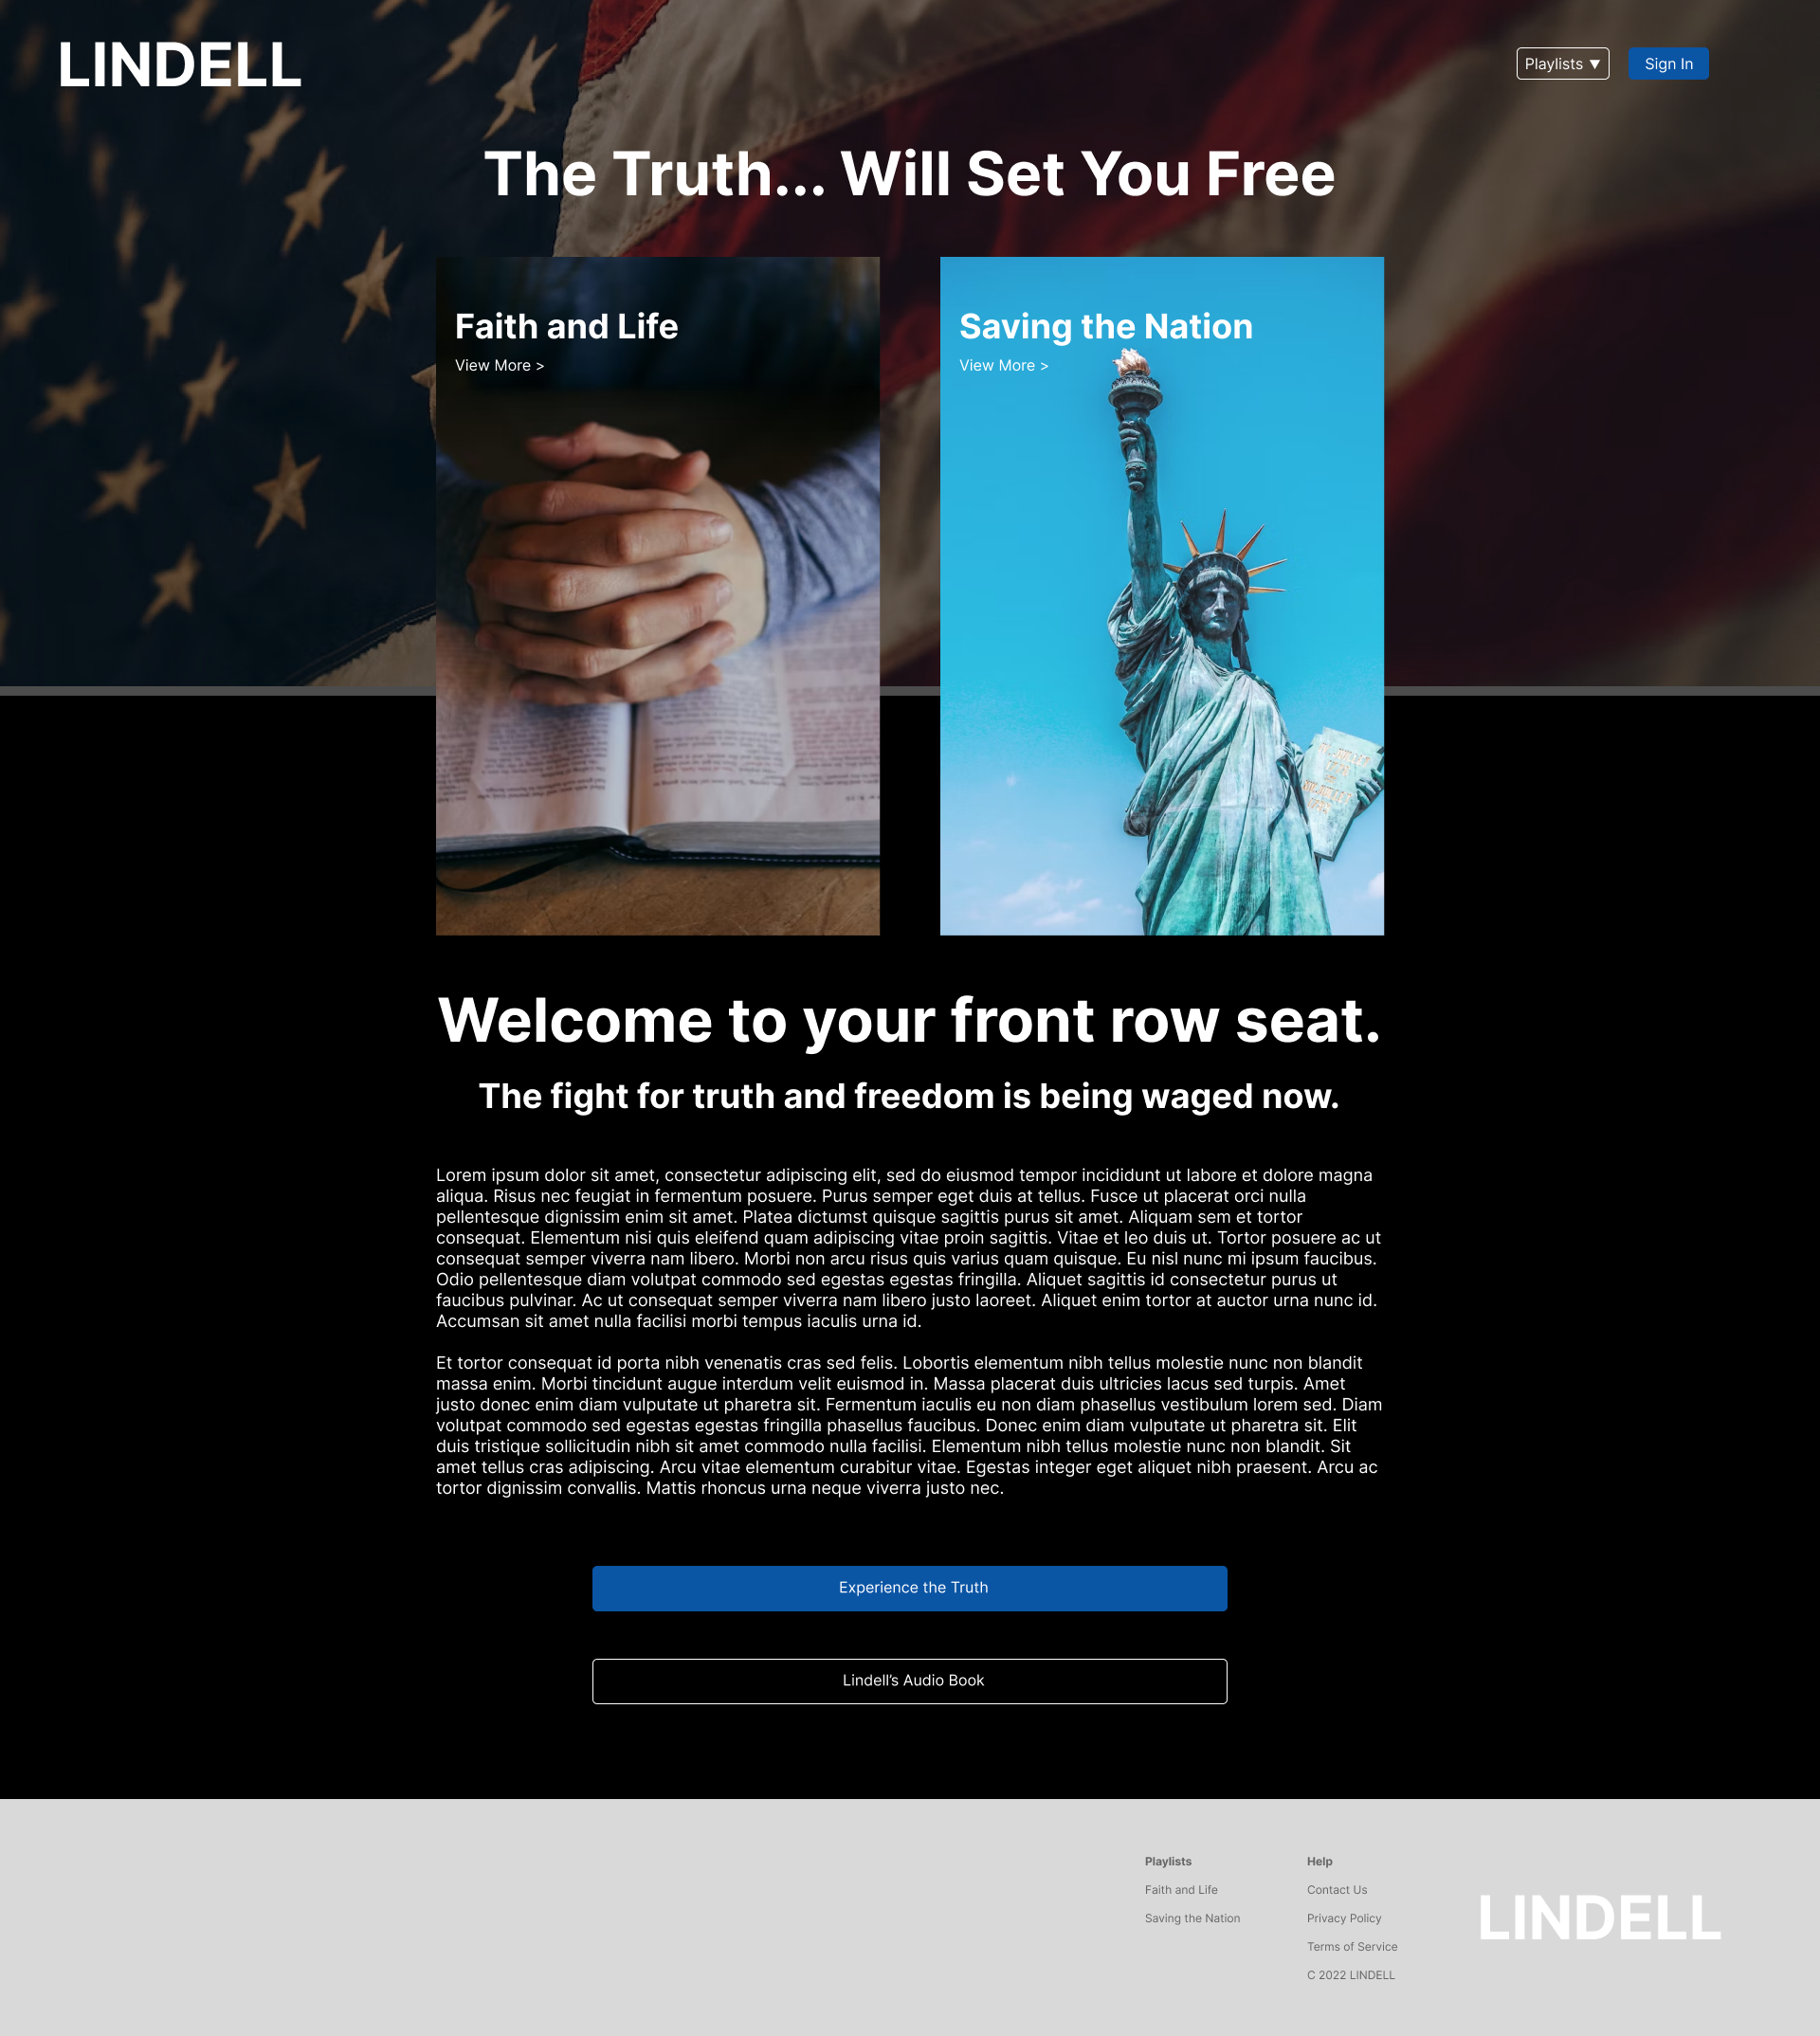 LINDELL
Playlists ▼
Sign In
The Truth... Will Set You Free
Faith and Life
View More >
Saving the Nation
View More >
Welcome to your front row seat.
The fight for truth and freedom is being waged now.
Lorem ipsum dolor sit amet, consectetur adipiscing elit, sed do eiusmod tempor incididunt ut labore et dolore magna
aliqua. Risus nec feugiat in fermentum posuere. Purus semper eget duis at tellus. Fusce ut placerat orci nulla
pellentesque dignissim enim sit amet. Platea dictumst quisque sagittis purus sit amet. Aliquam sem et tortor
consequat. Elementum nisi quis eleifend quam adipiscing vitae proin sagittis. Vitae et leo duis ut. Tortor posuere ac ut
consequat semper viverra nam libero. Morbi non arcu risus quis varius quam quisque. Eu nisl nunc mi ipsum faucibus.
Odio pellentesque diam volutpat commodo sed egestas egestas fringilla. Aliquet sagittis id consectetur purus ut
faucibus pulvinar. Ac ut consequat semper viverra nam libero justo laoreet. Aliquet enim tortor at auctor urna nunc id.
Accumsan sit amet nulla facilisi morbi tempus iaculis urna id.
Et tortor consequat id porta nibh venenatis cras sed felis. Lobortis elementum nibh tellus molestie nunc non blandit
massa enim. Morbi tincidunt augue interdum velit euismod in. Massa placerat duis ultricies lacus sed turpis. Amet
justo donec enim diam vulputate ut pharetra sit. Fermentum iaculis eu non diam phasellus vestibulum lorem sed. Diam
volutpat commodo sed egestas egestas fringilla phasellus faucibus. Donec enim diam vulputate ut pharetra sit. Elit
duis tristique sollicitudin nibh sit amet commodo nulla facilisi. Elementum nibh tellus molestie nunc non blandit. Sit
amet tellus cras adipiscing. Arcu vitae elementum curabitur vitae. Egestas integer eget aliquet nibh praesent. Arcu ac
tortor dignissim convallis. Mattis rhoncus urna neque viverra justo nec.
Experience the Truth
Lindell’s Audio Book
Playlists
Faith and Life
Saving the Nation
Help
Contact Us
Privacy Policy
Terms of Service
C 2022 LINDELL
LINDELL